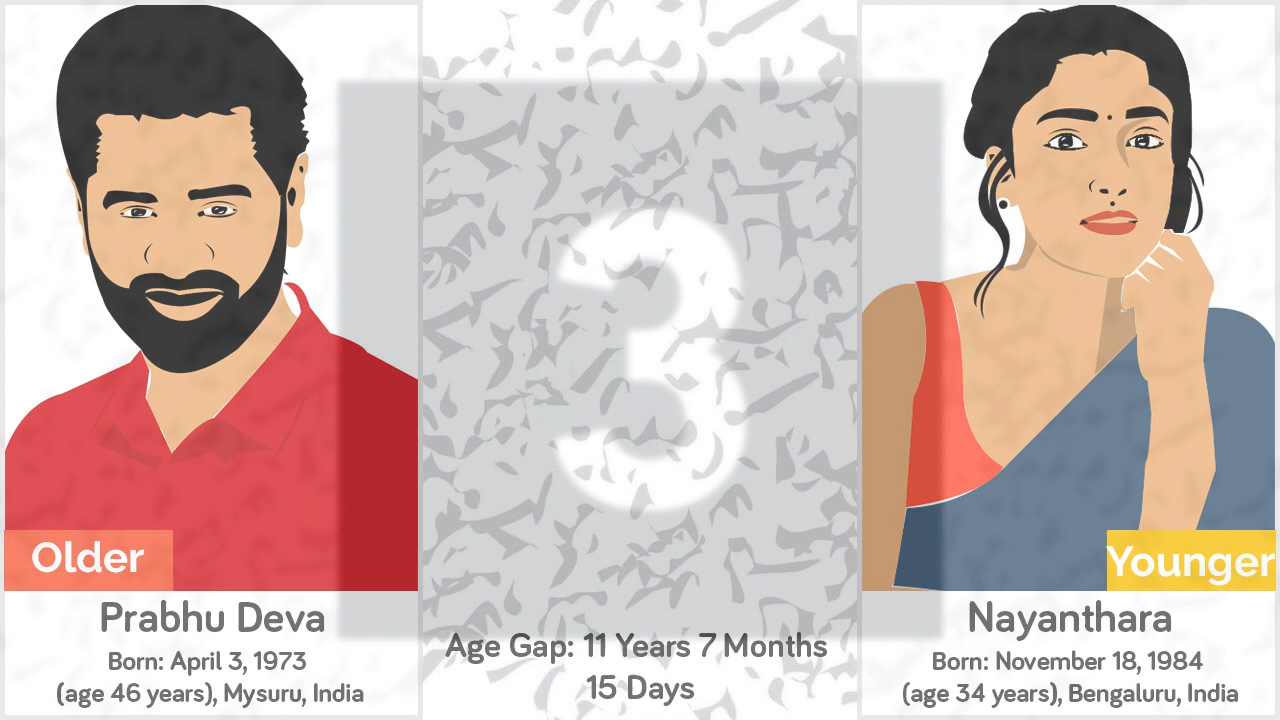 Older
Prabhu Deva
Born: April 3, 1973
(age 46 years), Mysuru, India
3
Age Gap: 11 Years 7 Months
15 Days
Younger
Nayanthara
Born: November 18, 1984
(age 34 years), Bengaluru, India